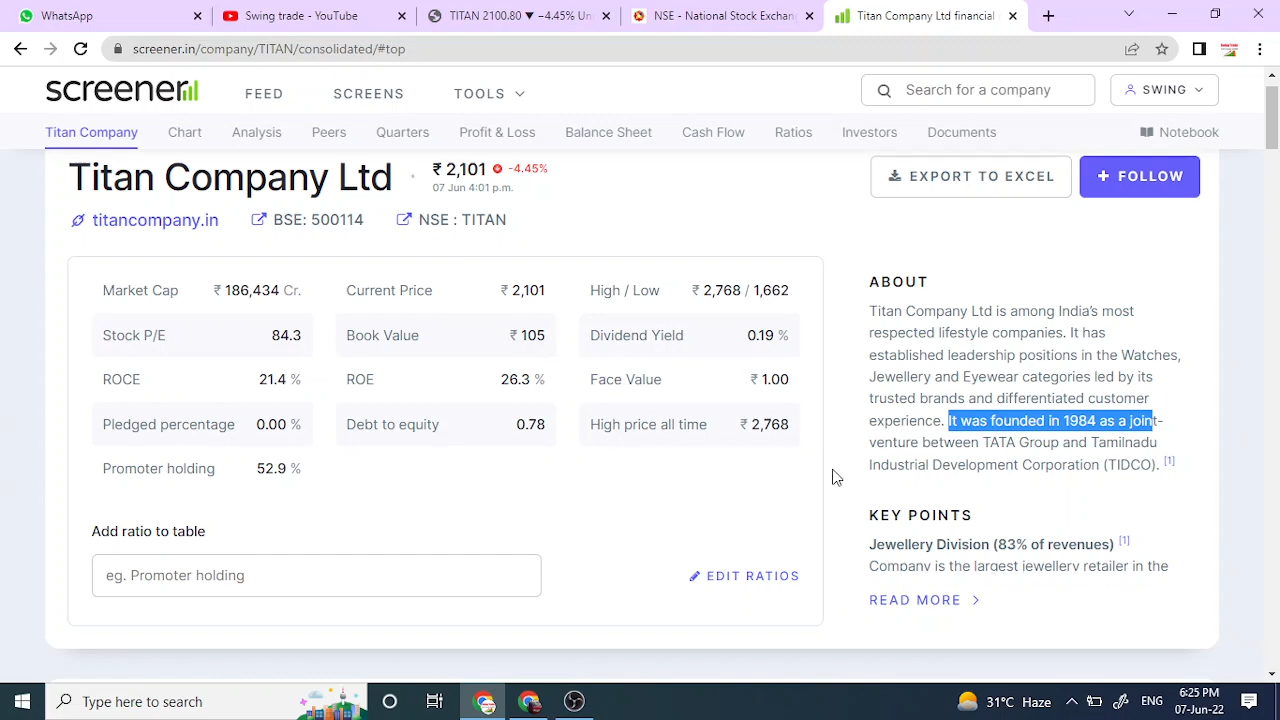 WhatsApp
Swing trade - YouTube
TITAN 2100.80 ▼ −4.45% Un
NSE - National Stock Exchan
Titan Company Ltd financial
screener.in/company/TITAN/consolidated/#top
screener
FEED
SCREENS
TOOLS
Search for a company
SWING
Titan Company
Chart
Analysis
Peers
Quarters
Profit & Loss
Balance Sheet
Cash Flow
Ratios
Investors
Documents
Notebook
Titan Company Ltd
₹ 2,101 -4.45%
07 Jun 4:01 p.m.
EXPORT TO EXCEL
+ FOLLOW
titancompany.in
BSE: 500114
NSE : TITAN
Market Cap ₹ 186,434 Cr.
Current Price ₹ 2,101
High / Low ₹ 2,768 / 1,662
Stock P/E 84.3
Book Value ₹ 105
Dividend Yield 0.19 %
ROCE 21.4 %
ROE 26.3 %
Face Value ₹ 1.00
Pledged percentage 0.00 %
Debt to equity 0.78
High price all time ₹ 2,768
Promoter holding 52.9 %
Add ratio to table
eg. Promoter holding
EDIT RATIOS
ABOUT
Titan Company Ltd is among India's most
respected lifestyle companies. It has
established leadership positions in the Watches,
Jewellery and Eyewear categories led by its
trusted brands and differentiated customer
experience. It was founded in 1984 as a joint-
venture between TATA Group and Tamilnadu
Industrial Development Corporation (TIDCO). [1]
KEY POINTS
Jewellery Division (83% of revenues) [1]
Company is the largest jewellery retailer in the
READ MORE >
Type here to search
31°C Haze
6:25 PM
07-Jun-22